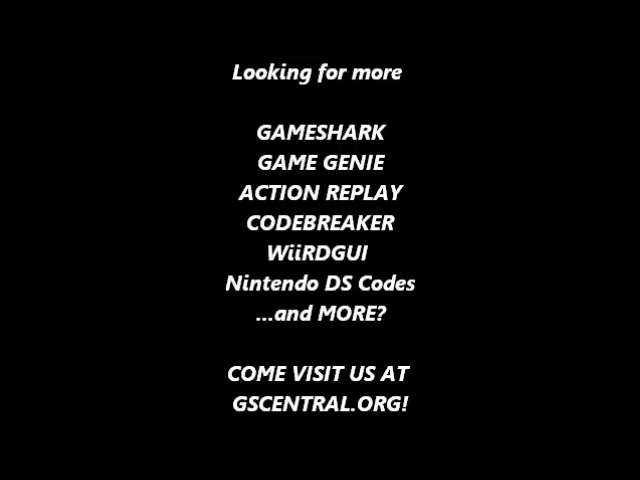 Looking for more
GAMESHARK
GAME GENIE
ACTION REPLAY
CODEBREAKER
WiiRDGUI
Nintendo DS Codes
...and MORE?
COME VISIT US AT
GSCENTRAL.ORG!